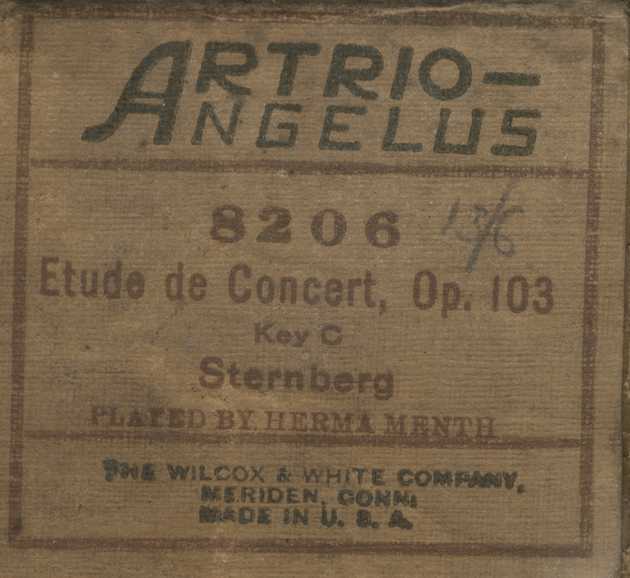 ARTRIO-
ANGELUS
8206
13/6
Etude de Concert, Op. 103
Key C
Sternberg
PLAYED BY HERMA MENTH
THE WILCOX & WHITE COMPANY,
MERIDEN, CONN.
MADE IN U. S. A.